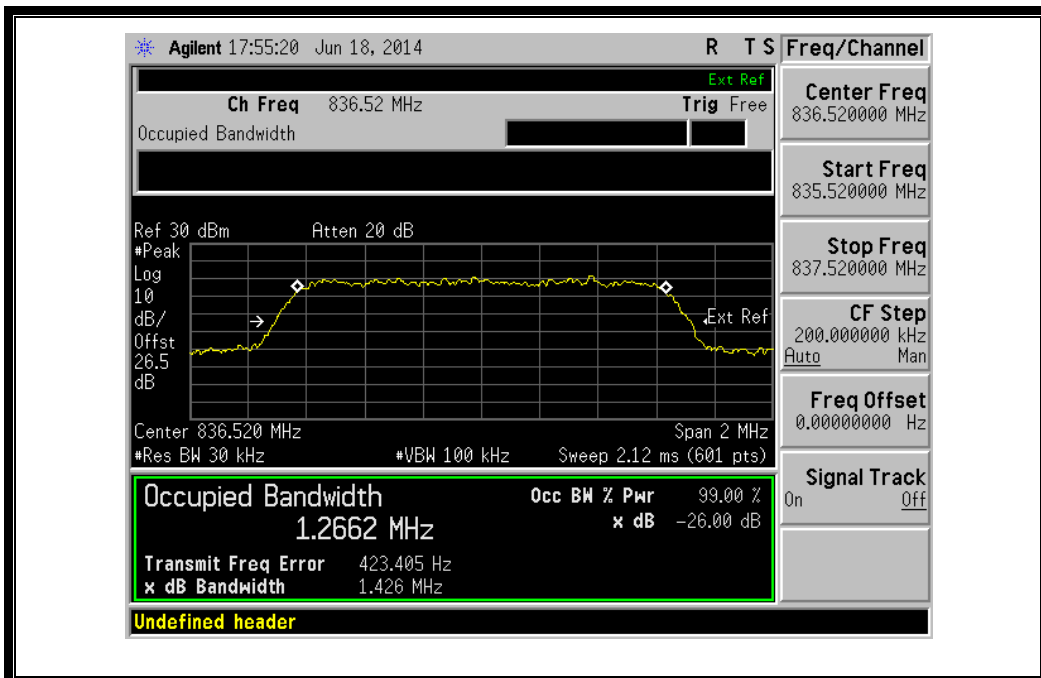 Agilent 17:55:20 Jun 18, 2014 R T S
Ext Ref
Ch Freq 836.52 MHz Trig Free
Occupied Bandwidth
Ref 30 dBm Atten 20 dB
#Peak
Log
10
dB/
Offst
26.5
dB
Ext Ref
Center 836.520 MHz Span 2 MHz
#Res BW 30 kHz #VBW 100 kHz Sweep 2.12 ms (601 pts)
Occupied Bandwidth Occ BW % Pwr 99.00 %
1.2662 MHz x dB -26.00 dB
Transmit Freq Error 423.405 Hz
x dB Bandwidth 1.426 MHz
Undefined header
Freq/Channel
Center Freq
836.520000 MHz
Start Freq
835.520000 MHz
Stop Freq
837.520000 MHz
CF Step
200.000000 kHz
Auto Man
Freq Offset
0.00000000 Hz
Signal Track
On Off